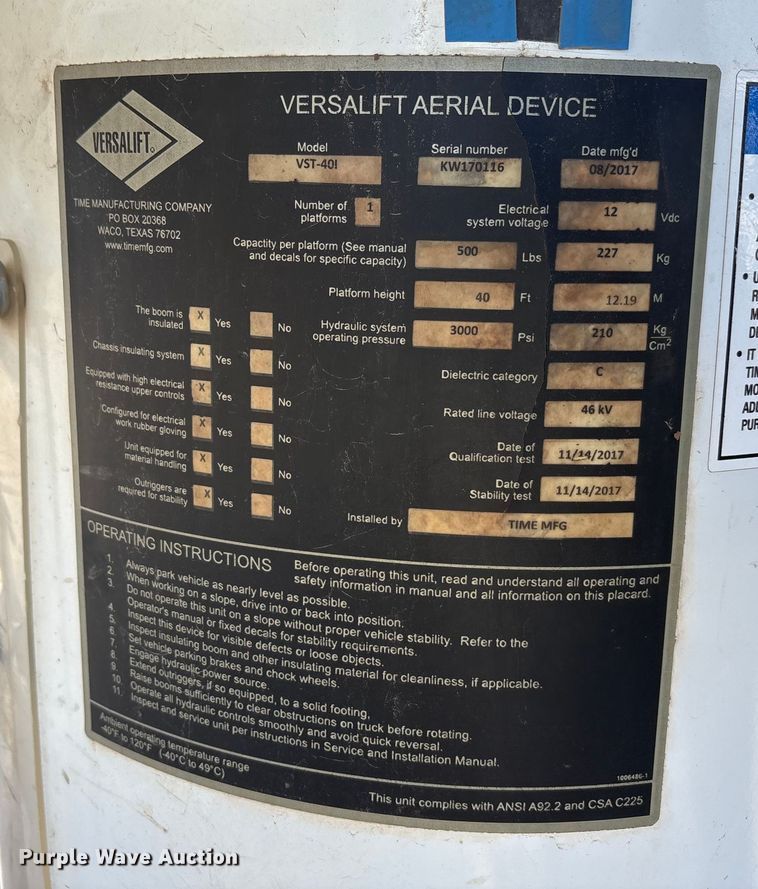 VERSALIFT AERIAL DEVICE
VERSALIFT
TIME MANUFACTURING COMPANY
PO BOX 20368
WACO, TEXAS 76702
www.timemfg.com
Model
VST-40I
Serial number
KW170116
Date mfg'd
08/2017
Number of
platforms
1
Electrical
system voltage
12 Vdc
Capacity per platform (See manual
and decals for specific capacity)
500 Lbs 227 Kg
Platform height 40 Ft 12.19 M
Hydraulic system
operating pressure
3000 Psi 210 Kg
Cm2
Dielectric category C
Rated line voltage 46 kV
Date of
Qualification test
11/14/2017
Date of
Stability test
11/14/2017
Installed by TIME MFG
The boom is
insulated
X Yes No
Chassis insulating system X Yes No
Equipped with high electrical
resistance upper controls
X Yes No
Configured for electrical
work rubber gloving
X Yes No
Unit equipped for
material handling
X Yes No
Outriggers are
required for stability
X Yes No
OPERATING INSTRUCTIONS
Before operating this unit, read and understand all operating and
safety information in manual and all information on this placard.
1. Always park vehicle as nearly level as possible.
2. When working on a slope, drive into or back into position.
3. Do not operate this unit on a slope without proper vehicle stability. Refer to the
Operator's manual or fixed decals for stability requirements.
4. Inspect this device for visible defects or loose objects.
5. Inspect insulating boom and other insulating material for cleanliness, if applicable.
6. Set vehicle parking brakes and chock wheels.
7. Engage hydraulic power source.
8. Extend outriggers, if so equipped, to a solid footing,
9. Raise booms sufficiently to clear obstructions on truck before rotating.
10. Operate all hydraulic controls smoothly and avoid quick reversal.
11. Inspect and service unit per instructions in Service and Installation Manual.
Ambient operating temperature range
-40°F to 120°F (-40°C to 49°C)
1006486-1
This unit complies with ANSI A92.2 and CSA C225
• U
• IT
TIM
MO
ADD
PUR
Purple Wave Auction